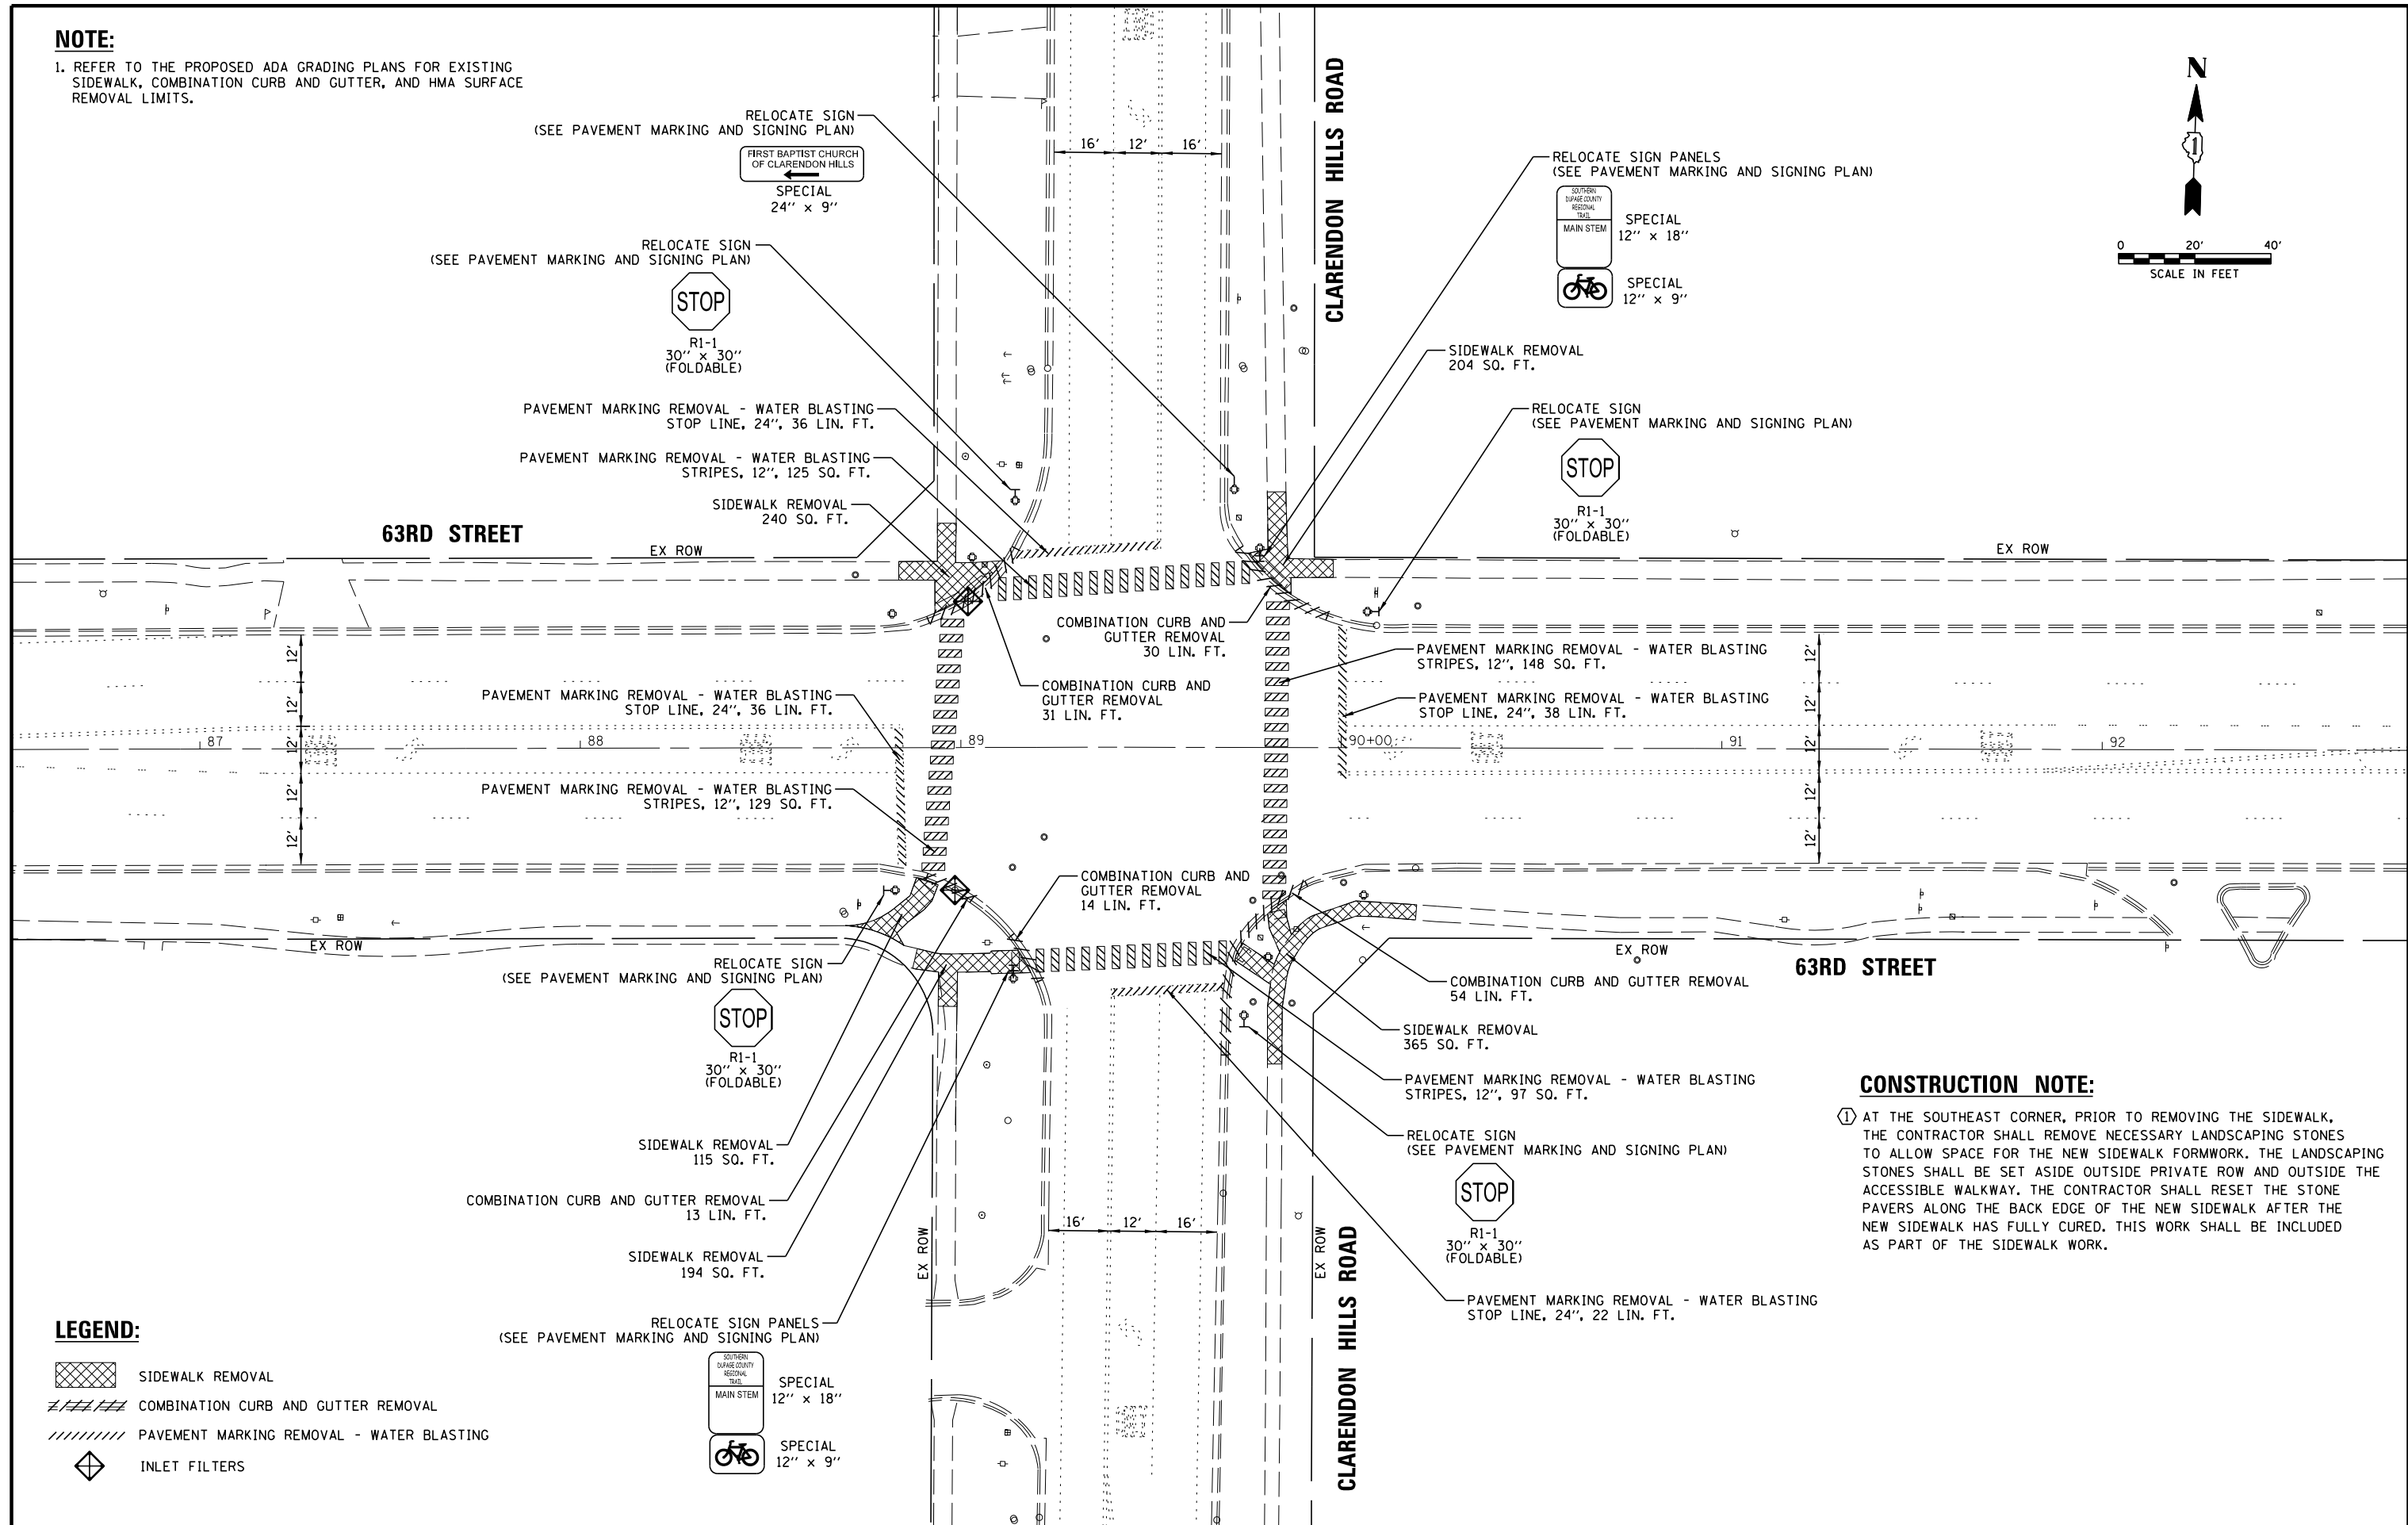 NOTE:
1. REFER TO THE PROPOSED ADA GRADING PLANS FOR EXISTING
SIDEWALK, COMBINATION CURB AND GUTTER, AND HMA SURFACE
REMOVAL LIMITS.
RELOCATE SIGN
(SEE PAVEMENT MARKING AND SIGNING PLAN)
FIRST BAPTIST CHURCH
OF CLARENDON HILLS
SPECIAL
24" x 9"
RELOCATE SIGN
(SEE PAVEMENT MARKING AND SIGNING PLAN)
STOP
R1-1
30" x 30"
(FOLDABLE)
PAVEMENT MARKING REMOVAL - WATER BLASTING
STOP LINE, 24", 36 LIN. FT.
PAVEMENT MARKING REMOVAL - WATER BLASTING
STRIPES, 12", 125 SQ. FT.
SIDEWALK REMOVAL
240 SQ. FT.
63RD STREET
EX ROW
16' 12' 16'
CLARENDON HILLS ROAD
RELOCATE SIGN PANELS
(SEE PAVEMENT MARKING AND SIGNING PLAN)
SOUTHERN
DUPAGE COUNTY
REGIONAL
TRAIL
MAIN STEM
SPECIAL
12" x 18"
SPECIAL
12" x 9"
SIDEWALK REMOVAL
204 SQ. FT.
RELOCATE SIGN
(SEE PAVEMENT MARKING AND SIGNING PLAN)
STOP
R1-1
30" x 30"
(FOLDABLE)
N
1
0 20' 40'
SCALE IN FEET
EX ROW
COMBINATION CURB AND
GUTTER REMOVAL
30 LIN. FT.
COMBINATION CURB AND
GUTTER REMOVAL
31 LIN. FT.
PAVEMENT MARKING REMOVAL - WATER BLASTING
STRIPES, 12", 148 SQ. FT.
PAVEMENT MARKING REMOVAL - WATER BLASTING
STOP LINE, 24", 38 LIN. FT.
PAVEMENT MARKING REMOVAL - WATER BLASTING
STOP LINE, 24", 36 LIN. FT.
12'
12'
12'
12'
12'
12'
12'
12'
12'
12'
87 88 89 90+00 91 92
PAVEMENT MARKING REMOVAL - WATER BLASTING
STRIPES, 12", 129 SQ. FT.
COMBINATION CURB AND
GUTTER REMOVAL
14 LIN. FT.
EX ROW
EX ROW
63RD STREET
RELOCATE SIGN
(SEE PAVEMENT MARKING AND SIGNING PLAN)
STOP
R1-1
30" x 30"
(FOLDABLE)
COMBINATION CURB AND GUTTER REMOVAL
54 LIN. FT.
SIDEWALK REMOVAL
365 SQ. FT.
PAVEMENT MARKING REMOVAL - WATER BLASTING
STRIPES, 12", 97 SQ. FT.
RELOCATE SIGN
(SEE PAVEMENT MARKING AND SIGNING PLAN)
STOP
R1-1
30" x 30"
(FOLDABLE)
PAVEMENT MARKING REMOVAL - WATER BLASTING
STOP LINE, 24", 22 LIN. FT.
SIDEWALK REMOVAL
115 SQ. FT.
COMBINATION CURB AND GUTTER REMOVAL
13 LIN. FT.
SIDEWALK REMOVAL
194 SQ. FT.
RELOCATE SIGN PANELS
(SEE PAVEMENT MARKING AND SIGNING PLAN)
SOUTHERN
DUPAGE COUNTY
REGIONAL
TRAIL
MAIN STEM
SPECIAL
12" x 18"
SPECIAL
12" x 9"
16' 12' 16'
EX ROW
EX ROW
CLARENDON HILLS ROAD
CONSTRUCTION NOTE:
1 AT THE SOUTHEAST CORNER, PRIOR TO REMOVING THE SIDEWALK,
THE CONTRACTOR SHALL REMOVE NECESSARY LANDSCAPING STONES
TO ALLOW SPACE FOR THE NEW SIDEWALK FORMWORK. THE LANDSCAPING
STONES SHALL BE SET ASIDE OUTSIDE PRIVATE ROW AND OUTSIDE THE
ACCESSIBLE WALKWAY. THE CONTRACTOR SHALL RESET THE STONE
PAVERS ALONG THE BACK EDGE OF THE NEW SIDEWALK AFTER THE
NEW SIDEWALK HAS FULLY CURED. THIS WORK SHALL BE INCLUDED
AS PART OF THE SIDEWALK WORK.
LEGEND:
SIDEWALK REMOVAL
COMBINATION CURB AND GUTTER REMOVAL
PAVEMENT MARKING REMOVAL - WATER BLASTING
INLET FILTERS